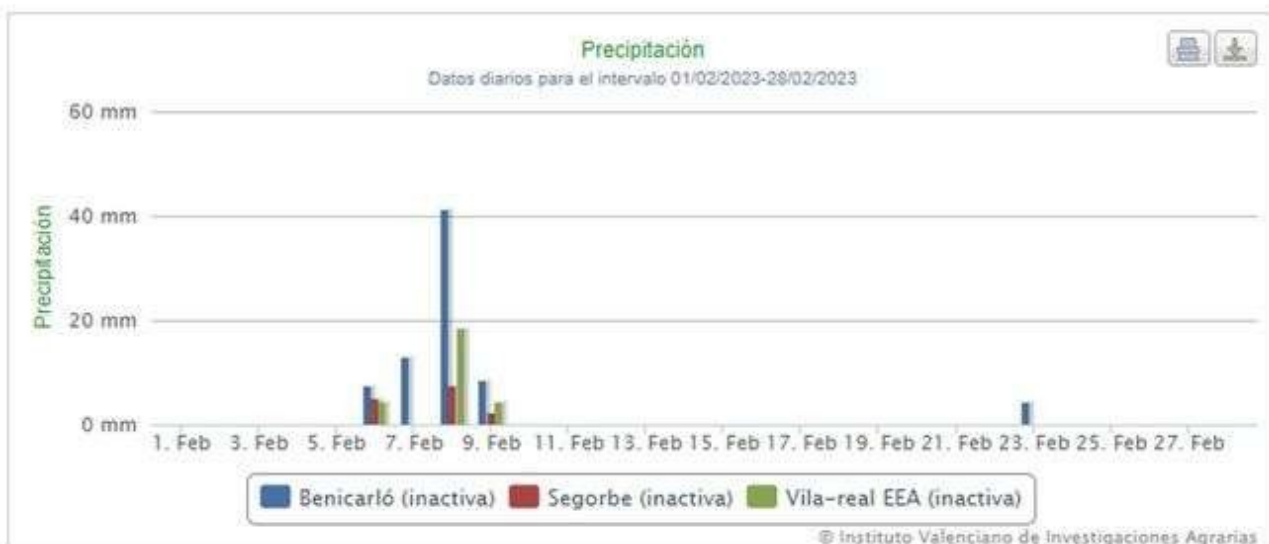 Precipitación
Datos diarios para el intervalo 01/02/2023-28/02/2023
60 mm
40 mm
20 mm
0 mm
Precipitación
1. Feb 3. Feb 5. Feb 7. Feb 9. Feb 11. Feb 13. Feb 15. Feb 17. Feb 19. Feb 21. Feb 23. Feb 25. Feb 27. Feb
Benicarló (inactiva) Segorbe (inactiva) Vila-real EEA (inactiva)
© Instituto Valenciano de Investigaciones Agrarias